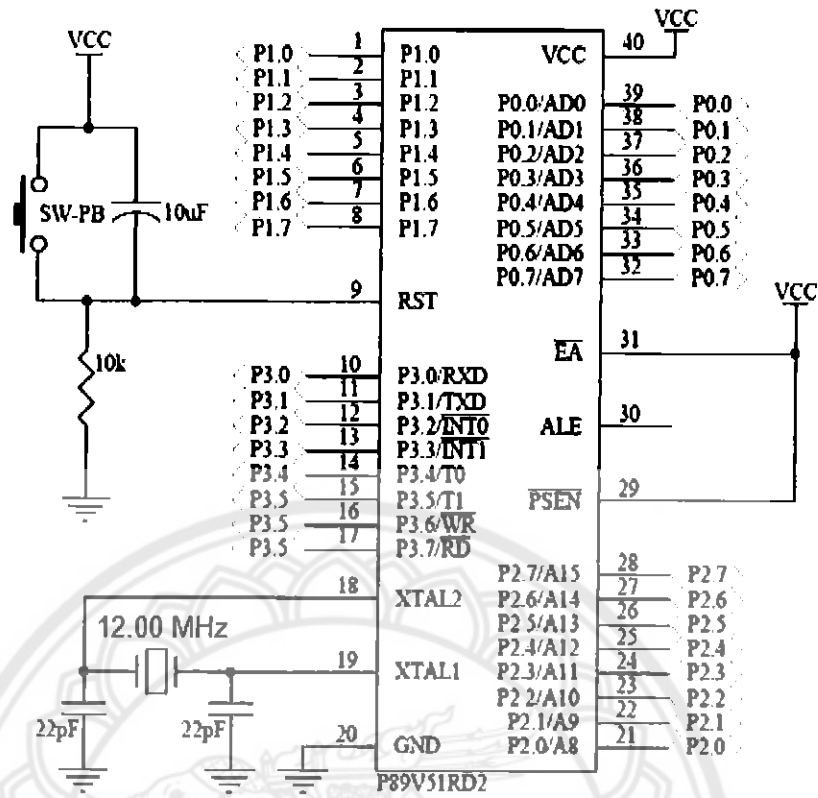 VCC
SW-PB
10uF
10k
P1.0 1 P1.0
P1.1 2 P1.1
P1.2 3 P1.2
P1.3 4 P1.3
P1.4 5 P1.4
P1.5 6 P1.5
P1.6 7 P1.6
P1.7 8 P1.7
9 RST
P3.0 10 P3.0/RXD
P3.1 11 P3.1/TXD
P3.2 12 P3.2/INT0
P3.3 13 P3.3/INT1
P3.4 14 P3.4/T0
P3.5 15 P3.5/T1
P3.5 16 P3.6/WR
P3.5 17 P3.7/RD
18 XTAL2
12.00 MHz
19 XTAL1
22pF
22pF
20 GND
VCC
VCC 40
P0.0/AD0 39 P0.0
P0.1/AD1 38 P0.1
P0.2/AD2 37 P0.2
P0.3/AD3 36 P0.3
P0.4/AD4 35 P0.4
P0.5/AD5 34 P0.5
P0.6/AD6 33 P0.6
P0.7/AD7 32 P0.7
VCC
EA 31
ALE 30
PSEN 29
P2.7/A15 28 P2.7
P2.6/A14 27 P2.6
P2.5/A13 26 P2.5
P2.4/A12 25 P2.4
P2.3/A11 24 P2.3
P2.2/A10 23 P2.2
P2.1/A9 22 P2.1
P2.0/A8 21 P2.0
P89V51RD2